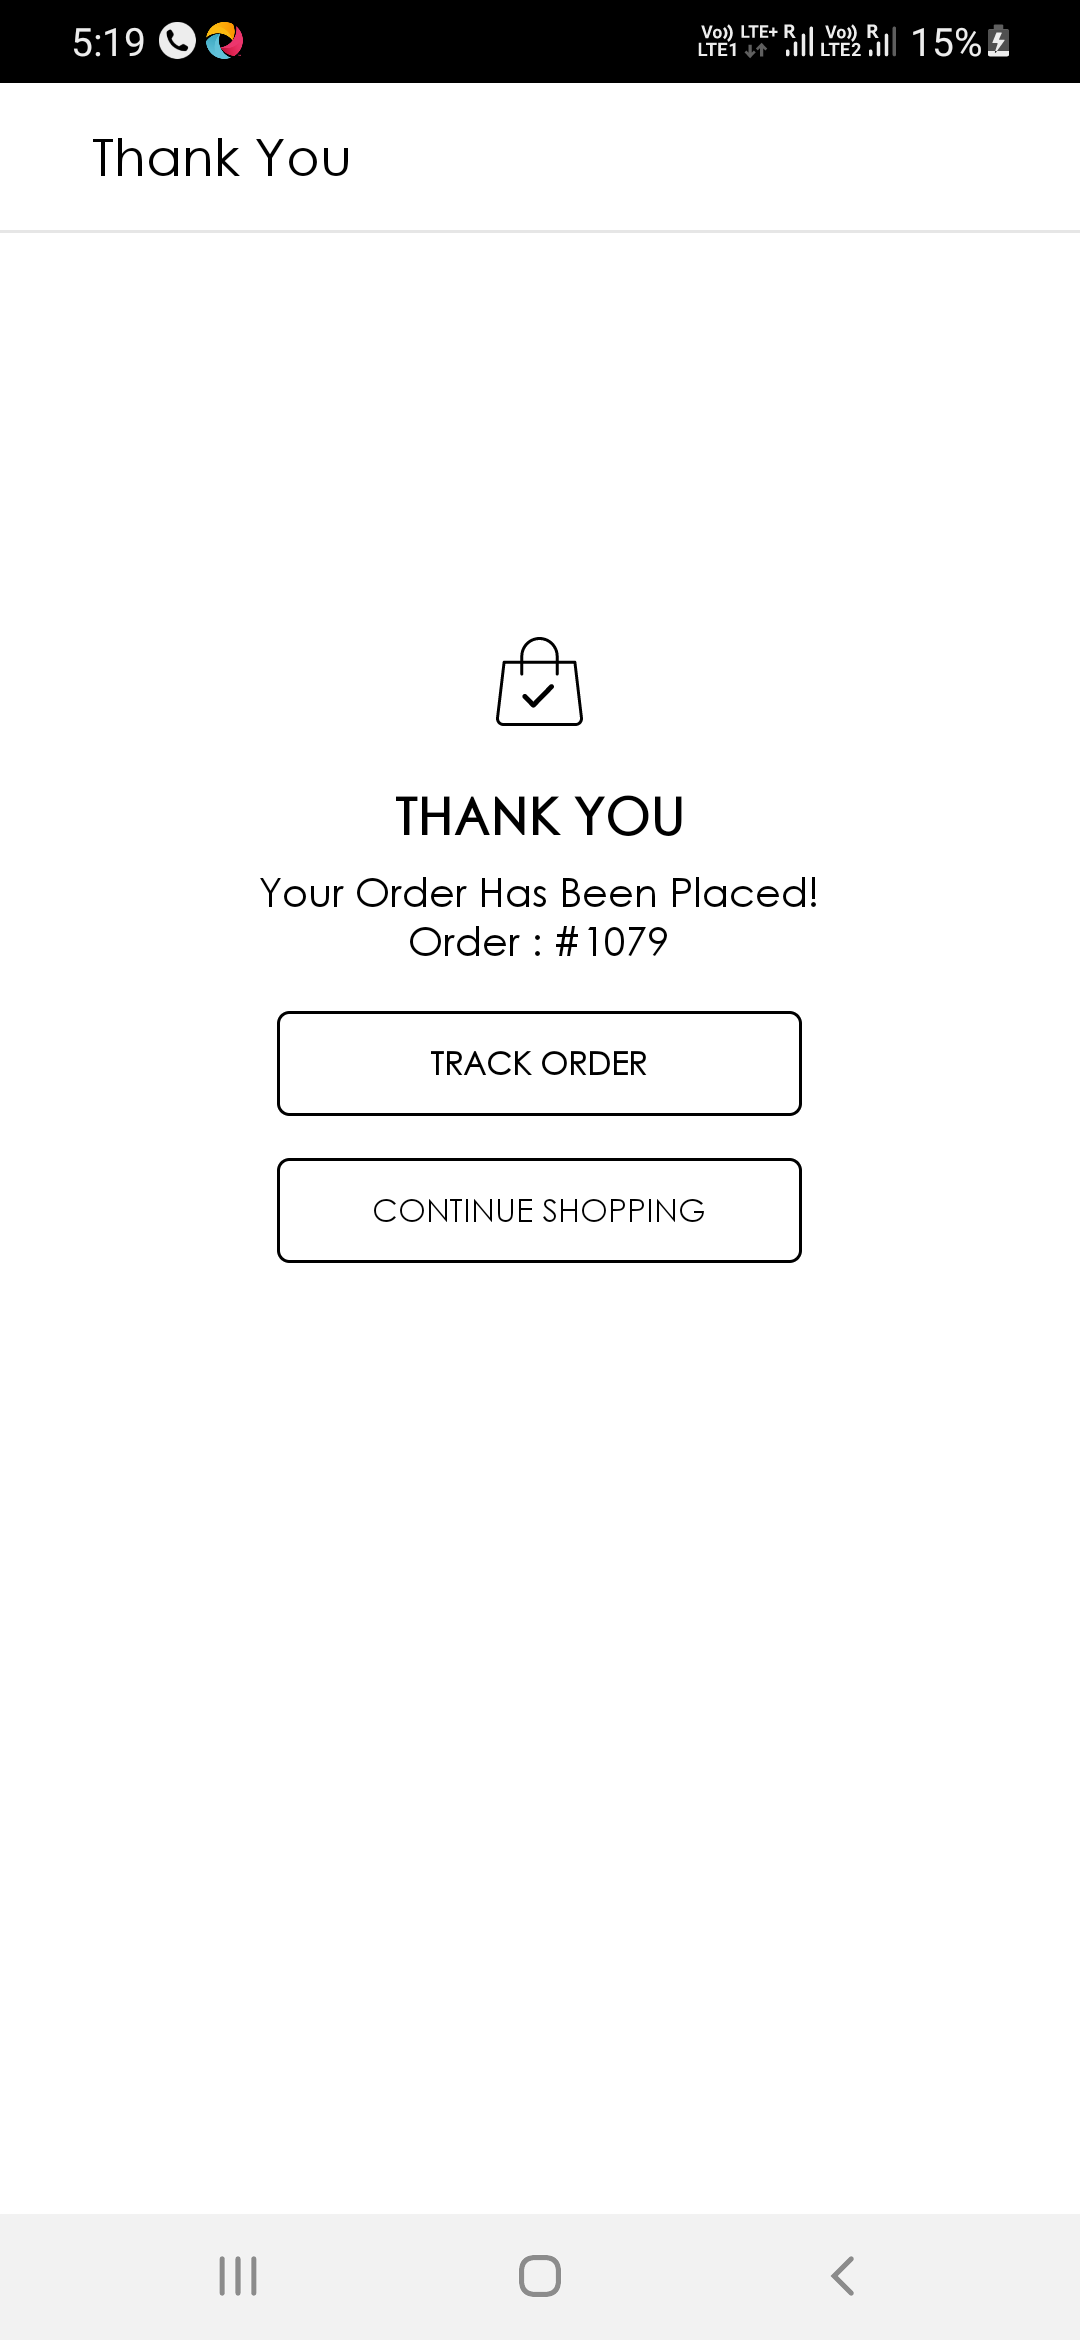 5:19
Vo)) LTE+ R Vo)) R
LTE1 LTE2 15%
Thank You
THANK YOU
Your Order Has Been Placed!
Order : #1079
TRACK ORDER
CONTINUE SHOPPING